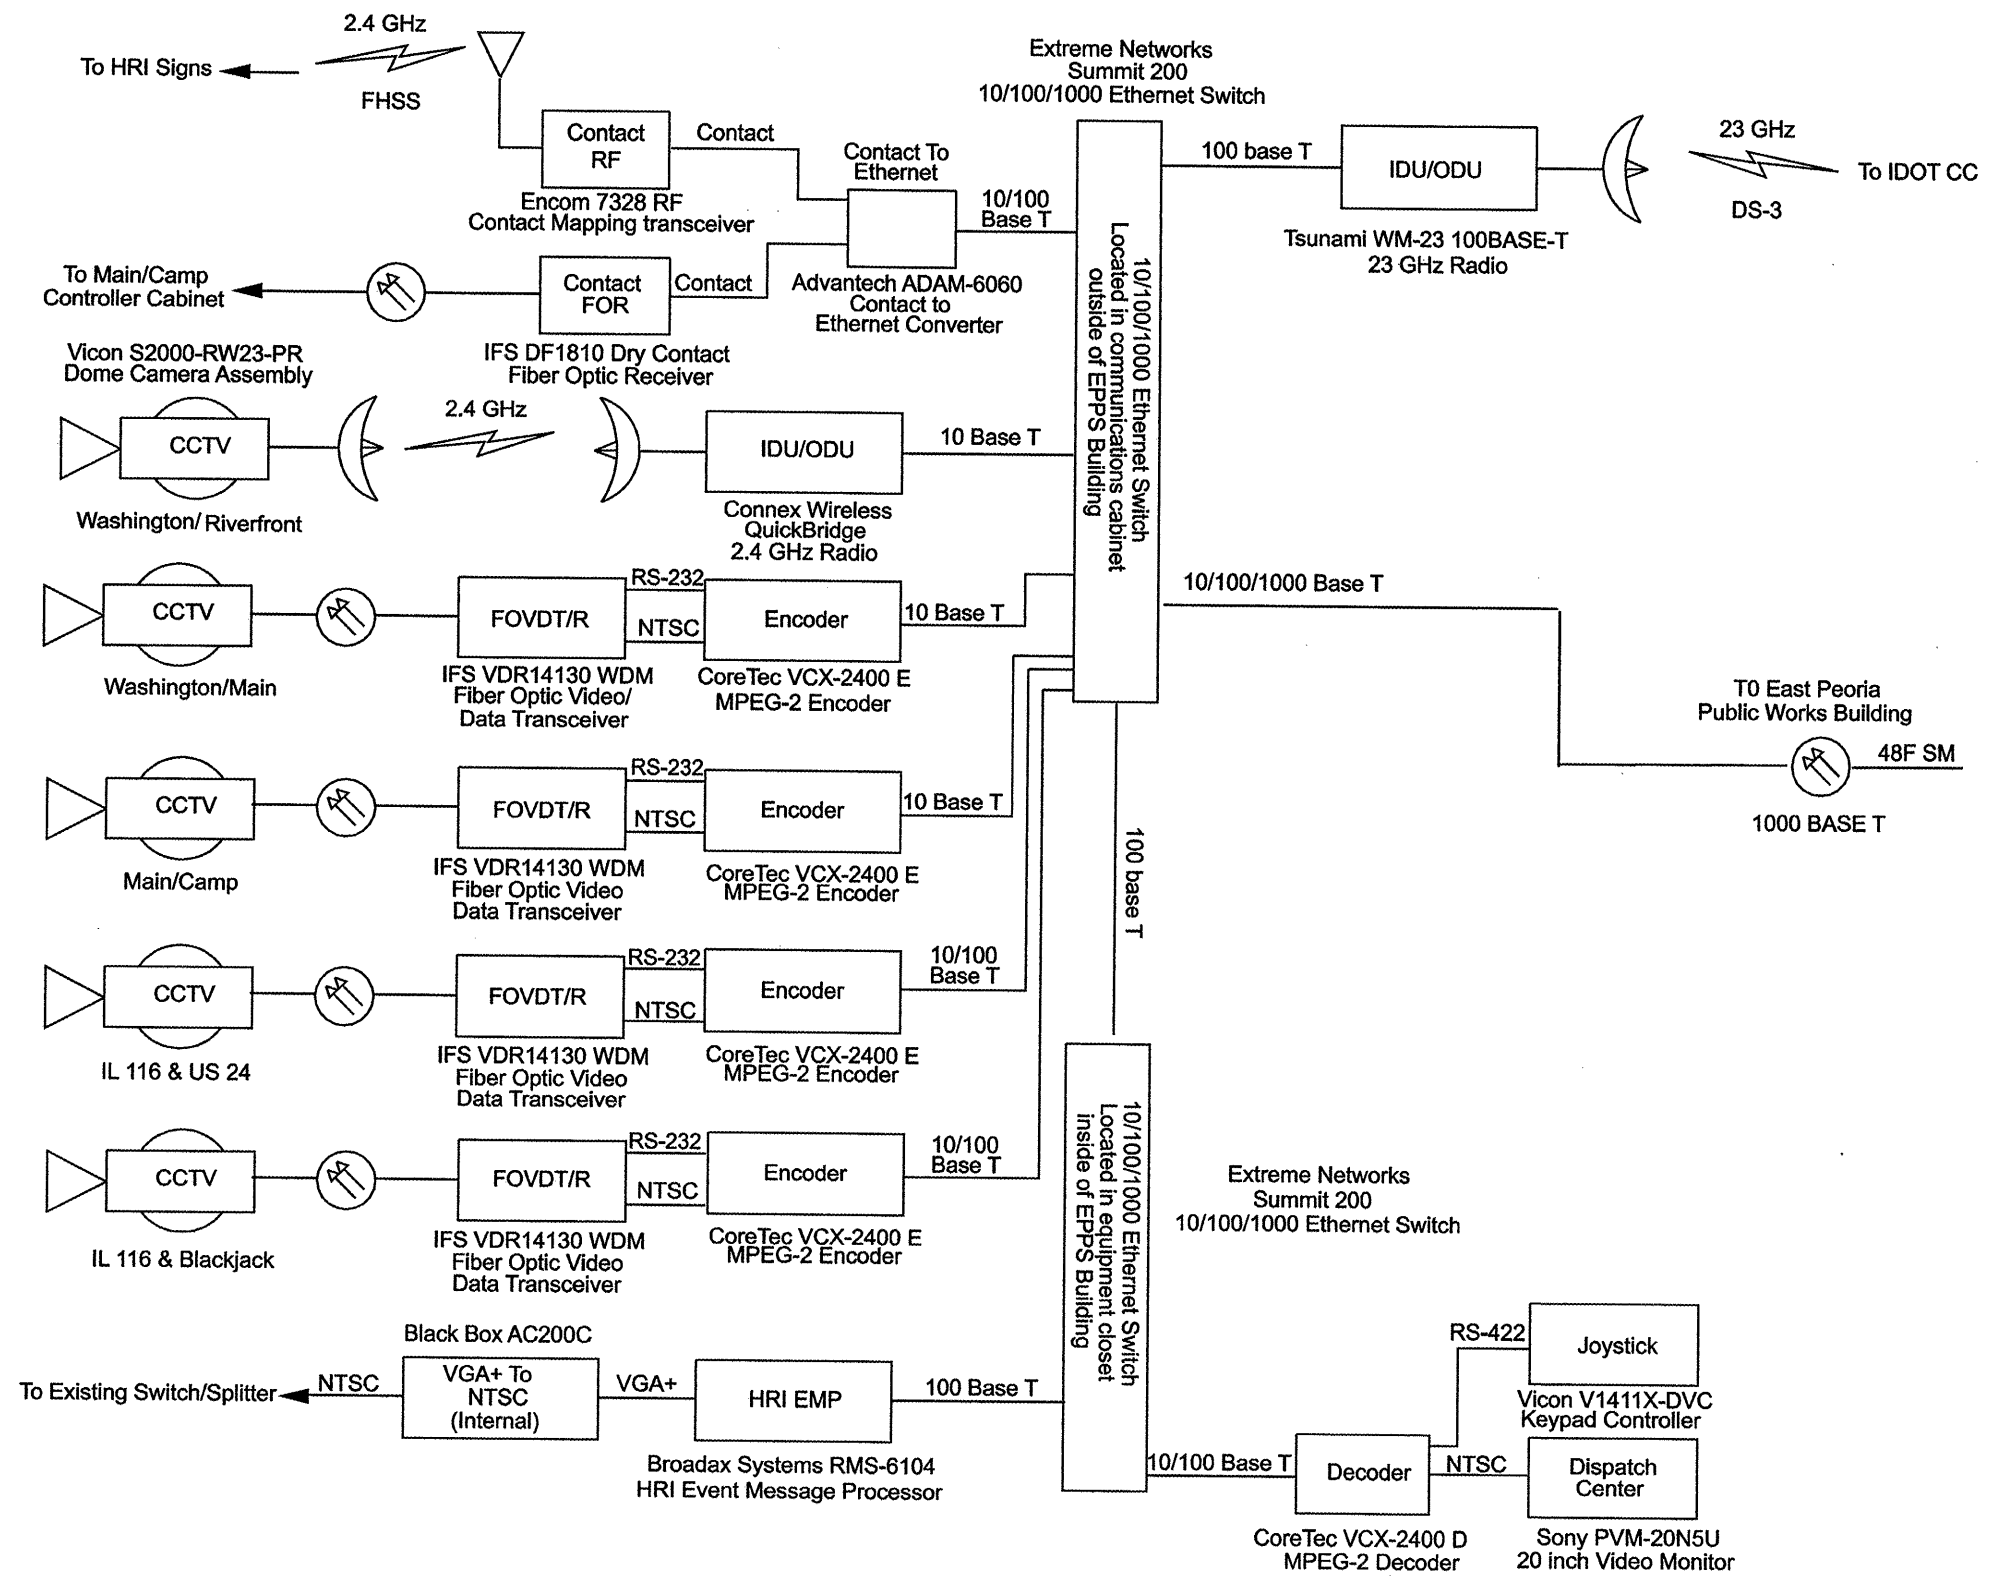 2.4 GHz
To HRI Signs
FHSS
Contact
RF
Contact
Encom 7328 RF
Contact Mapping transceiver
Contact To
Ethernet
10/100
Base T
Extreme Networks
Summit 200
10/100/1000 Ethernet Switch
100 base T
IDU/ODU
23 GHz
To IDOT CC
DS-3
Tsunami WM-23 100BASE-T
23 GHz Radio
To Main/Camp
Controller Cabinet
Contact
FOR
Contact
Advantech ADAM-6060
Contact to
Ethernet Converter
IFS DF1810 Dry Contact
Fiber Optic Receiver
10/100/1000 Ethernet Switch
Located in communications cabinet
outside of EPPS Building
Vicon S2000-RW23-PR
Dome Camera Assembly
CCTV
2.4 GHz
IDU/ODU
10 Base T
Washington/ Riverfront
Connex Wireless
QuickBridge
2.4 GHz Radio
CCTV
FOVDT/R
RS-232
NTSC
Encoder
10 Base T
Washington/Main
IFS VDR14130 WDM
Fiber Optic Video/
Data Transceiver
CoreTec VCX-2400 E
MPEG-2 Encoder
10/100/1000 Base T
T0 East Peoria
Public Works Building
48F SM
1000 BASE T
CCTV
FOVDT/R
RS-232
NTSC
Encoder
10 Base T
Main/Camp
IFS VDR14130 WDM
Fiber Optic Video
Data Transceiver
CoreTec VCX-2400 E
MPEG-2 Encoder
100 base T
CCTV
FOVDT/R
RS-232
NTSC
Encoder
10/100
Base T
IL 116 & US 24
IFS VDR14130 WDM
Fiber Optic Video
Data Transceiver
CoreTec VCX-2400 E
MPEG-2 Encoder
CCTV
FOVDT/R
RS-232
NTSC
Encoder
10/100
Base T
IL 116 & Blackjack
IFS VDR14130 WDM
Fiber Optic Video
Data Transceiver
CoreTec VCX-2400 E
MPEG-2 Encoder
10/100/1000 Ethernet Switch
Located in equipment closet
inside of EPPS Building
Extreme Networks
Summit 200
10/100/1000 Ethernet Switch
Black Box AC200C
To Existing Switch/Splitter
NTSC
VGA+ To
NTSC
(Internal)
VGA+
HRI EMP
100 Base T
Broadax Systems RMS-6104
HRI Event Message Processor
RS-422
Joystick
Vicon V1411X-DVC
Keypad Controller
10/100 Base T
Decoder
NTSC
Dispatch
Center
CoreTec VCX-2400 D
MPEG-2 Decoder
Sony PVM-20N5U
20 inch Video Monitor